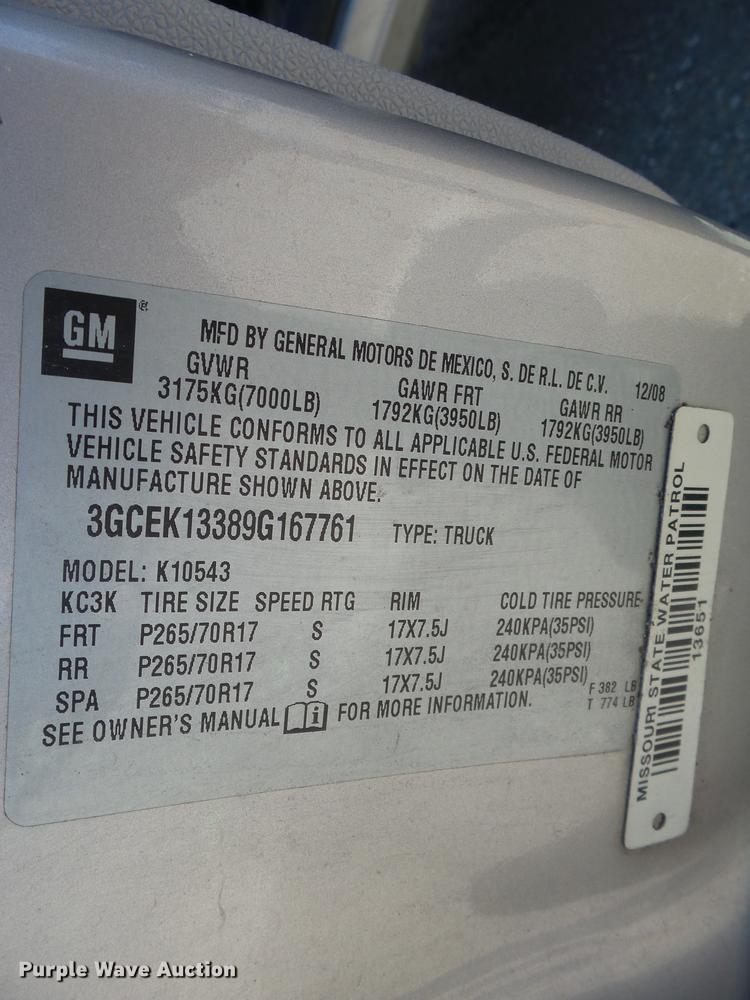 GM ®
MFD BY GENERAL MOTORS DE MEXICO, S. DE R.L. DE C.V. 12/08
GVWR GAWR FRT GAWR RR
3175KG(7000LB) 1792KG(3950LB) 1792KG(3950LB)
THIS VEHICLE CONFORMS TO ALL APPLICABLE U.S. FEDERAL MOTOR
VEHICLE SAFETY STANDARDS IN EFFECT ON THE DATE OF
MANUFACTURE SHOWN ABOVE.
3GCEK13389G167761 TYPE: TRUCK
MODEL: K10543
KC3K TIRE SIZE SPEED RTG RIM COLD TIRE PRESSURE
FRT P265/70R17 S 17X7.5J 240KPA(35PSI)
RR P265/70R17 S 17X7.5J 240KPA(35PSI)
SPA P265/70R17 S 17X7.5J 240KPA(35PSI)
F 382 LB
T 774 LB
SEE OWNER'S MANUAL i FOR MORE INFORMATION.
MISSOURI STATE WATER PATROL
13651
Purple Wave Auction